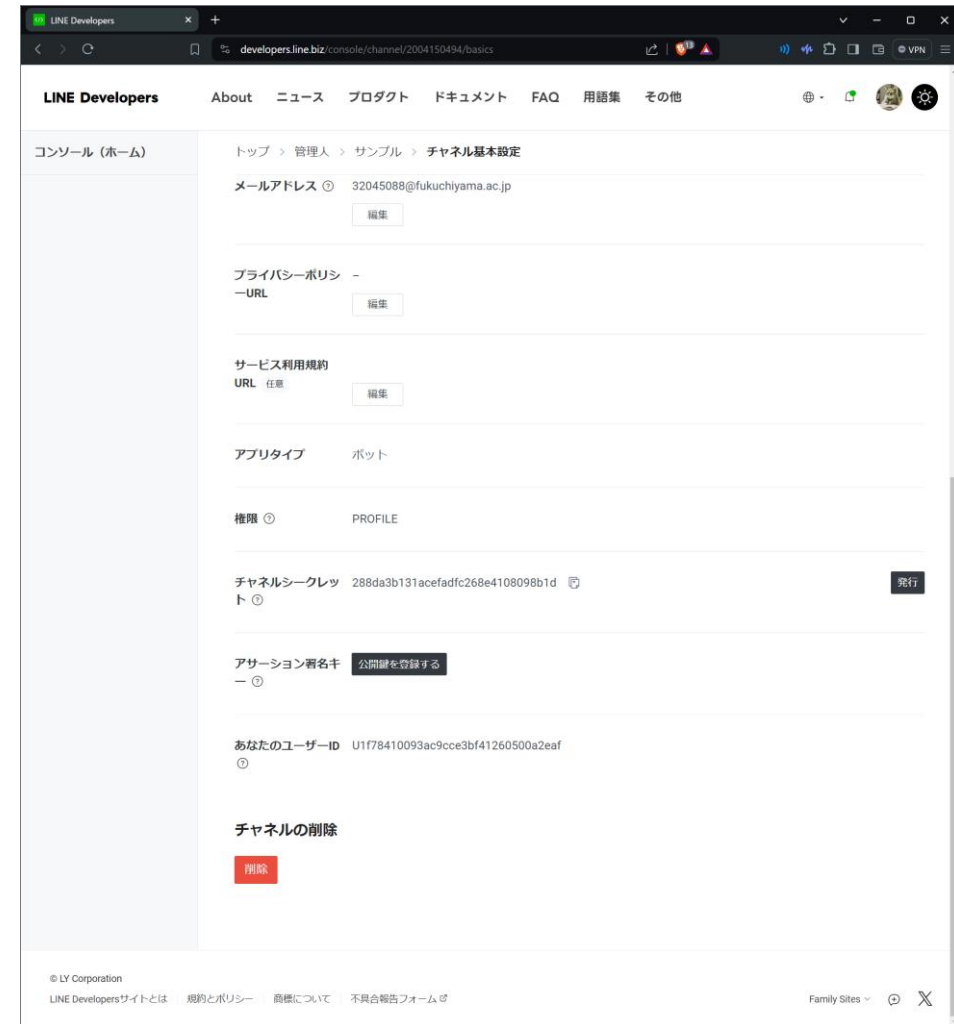 LINE Developers
developers.line.biz/console/channel/2004150494/basics
13
VPN
LINE Developers About ニュース プロダクト ドキュメント FAQ 用語集 その他
コンソール(ホーム)
トップ > 管理人 > サンプル > チャネル基本設定
メールアドレス 32045088@fukuchiyama.ac.jp
編集
プライバシーポリシ –
ーURL
編集
サービス利用規約
URL 任意
編集
アプリタイプ ボット
権限 PROFILE
チャネルシークレッ 288da3b131acefadfc268e4108098b1d 発行
ト
アサーション署名キ 公開鍵を登録する
ー
あなたのユーザーID U1f78410093ac9cce3bf41260500a2eaf
チャネルの削除
削除
© LY Corporation
LINE Developersサイトとは 規約とポリシー 商標について 不具合報告フォーム Family Sites